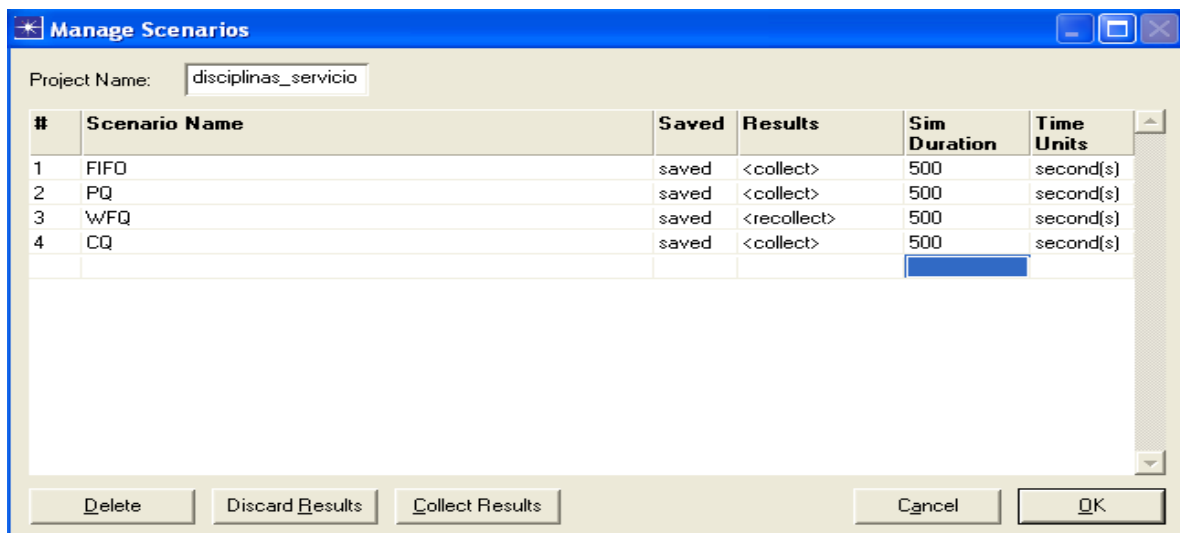 Manage Scenarios
Project Name: disciplinas_servicio
# Scenario Name Saved Results Sim Duration Time Units
1 FIFO saved <collect> 500 second(s)
2 PQ saved <collect> 500 second(s)
3 WFQ saved <recollect> 500 second(s)
4 CQ saved <collect> 500 second(s)
Delete Discard Results Collect Results Cancel OK